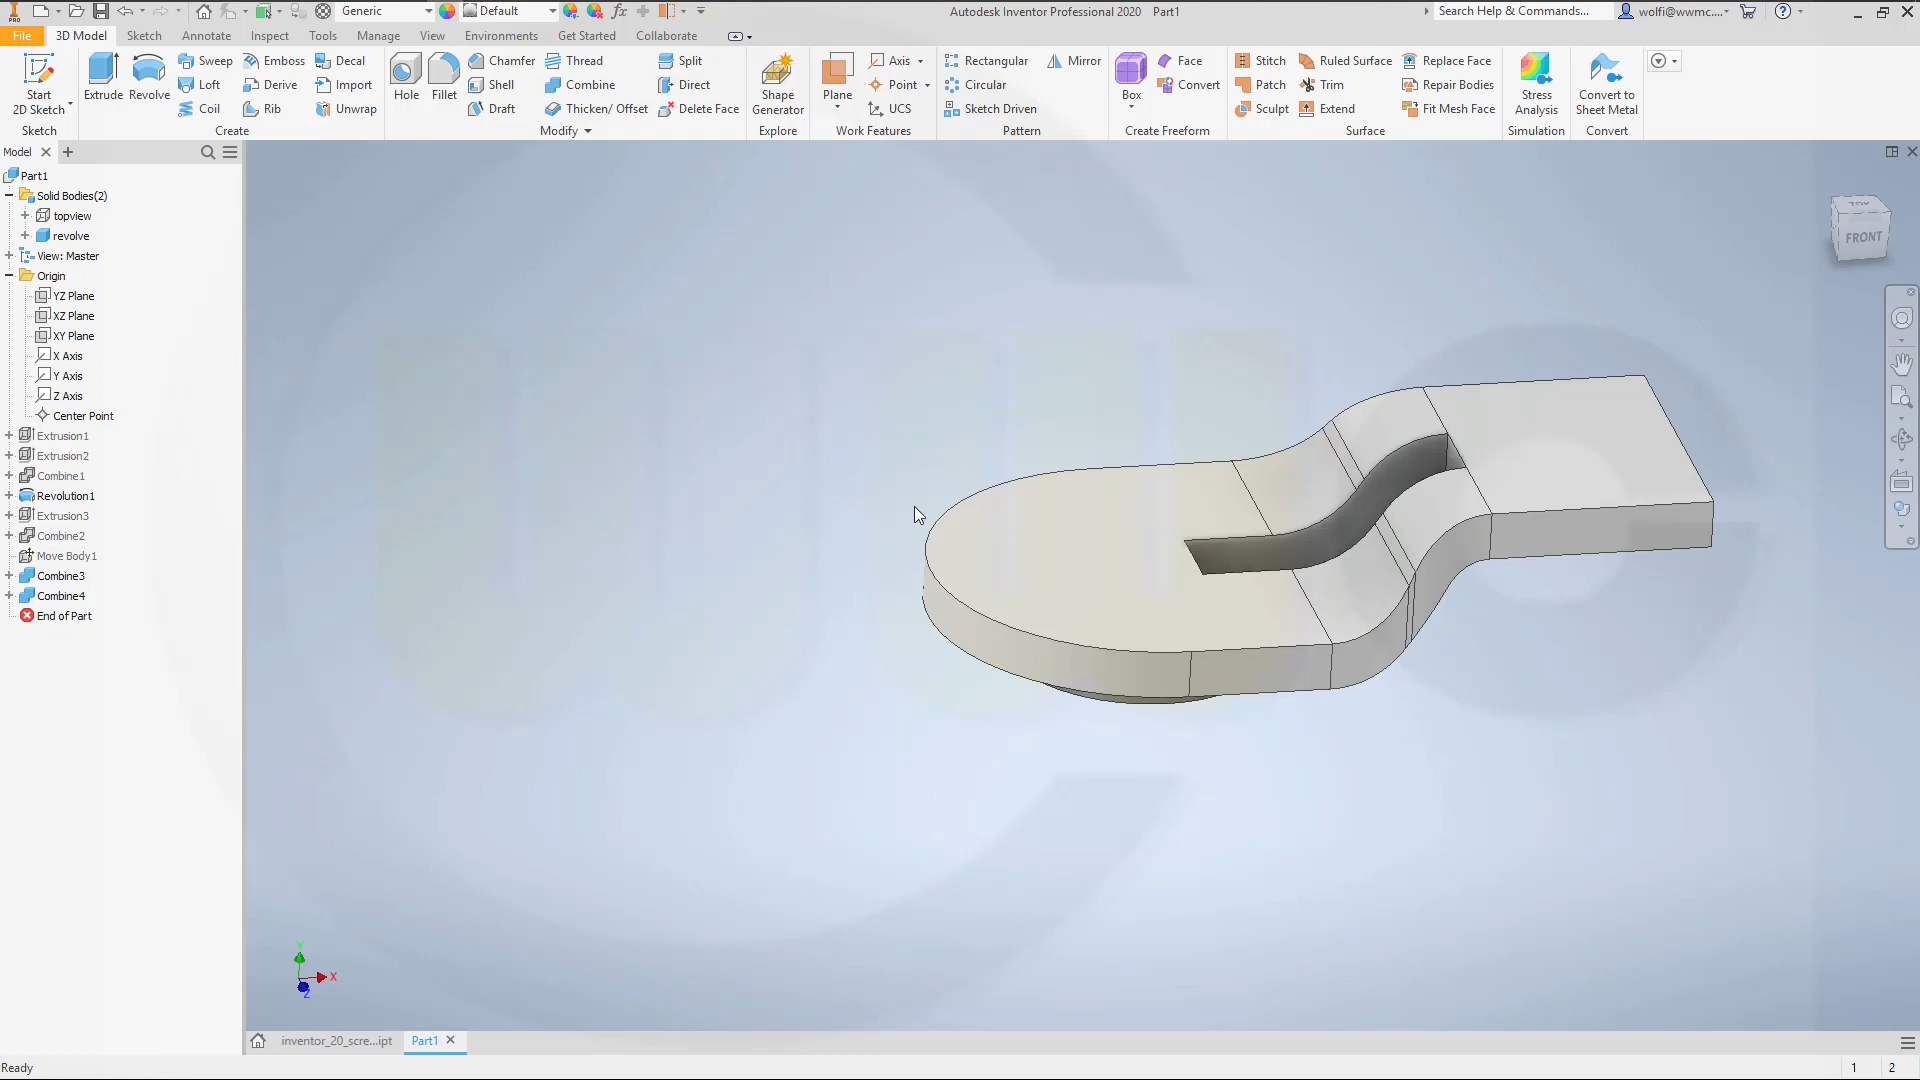 Generic
Default
Autodesk Inventor Professional 2020 Part1
Search Help & Commands...
wolfi@wwmc....
File
3D Model
Sketch
Annotate
Inspect
Tools
Manage
View
Environments
Get Started
Collaborate
Start
2D Sketch
Sketch
Extrude
Revolve
Sweep
Loft
Coil
Emboss
Derive
Rib
Decal
Import
Unwrap
Create
Hole
Fillet
Chamfer
Shell
Draft
Thread
Combine
Thicken/ Offset
Split
Direct
Delete Face
Modify
Shape
Generator
Explore
Plane
Axis
Point
UCS
Work Features
Rectangular
Circular
Sketch Driven
Mirror
Pattern
Box
Face
Convert
Create Freeform
Stitch
Patch
Sculpt
Ruled Surface
Trim
Extend
Replace Face
Repair Bodies
Fit Mesh Face
Surface
Stress
Analysis
Simulation
Convert to
Sheet Metal
Convert
Model
Part1
Solid Bodies(2)
topview
revolve
View: Master
Origin
YZ Plane
XZ Plane
XY Plane
X Axis
Y Axis
Z Axis
Center Point
Extrusion1
Extrusion2
Combine1
Revolution1
Extrusion3
Combine2
Move Body1
Combine3
Combine4
End of Part
TOP
FRONT
Y
X
Z
inventor_20_scre...ipt
Part1
Ready
1 2